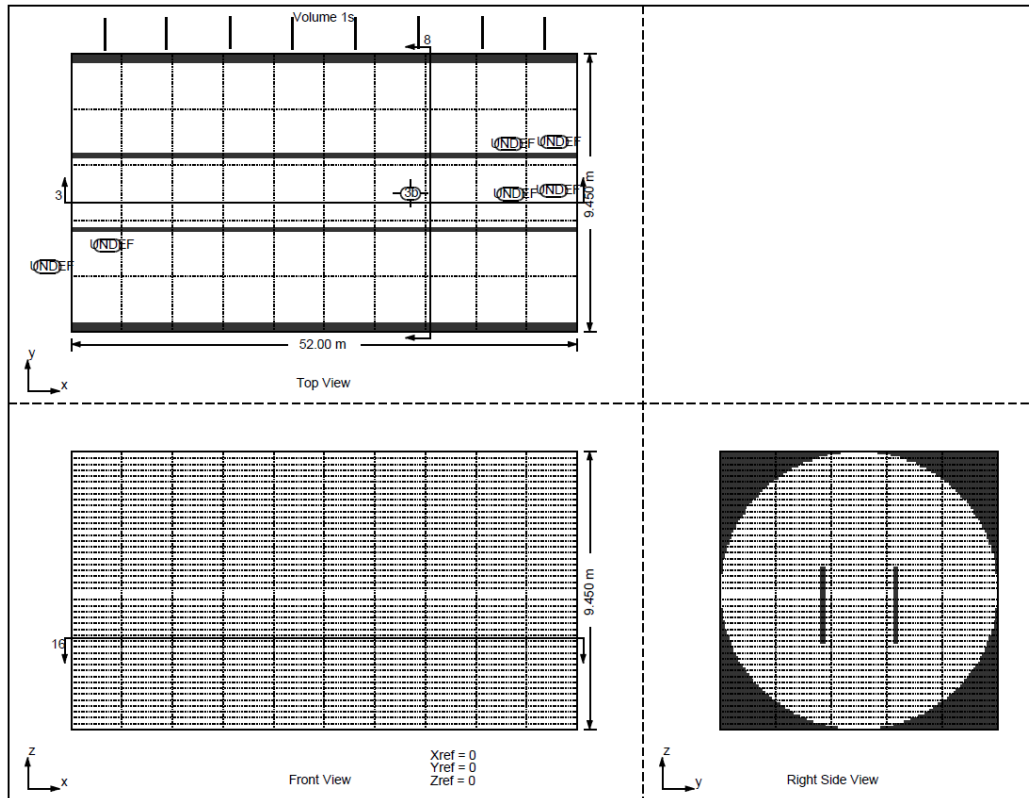 Volume 1s
8
UNDEF UNDEF
3
3b
UNDEF UNDEF
9.450 m
UNDEF
UNDEF
52.00 m
y
x
Top View
16
9.450 m
z
x
Front View
Xref = 0
Yref = 0
Zref = 0
z
y
Right Side View